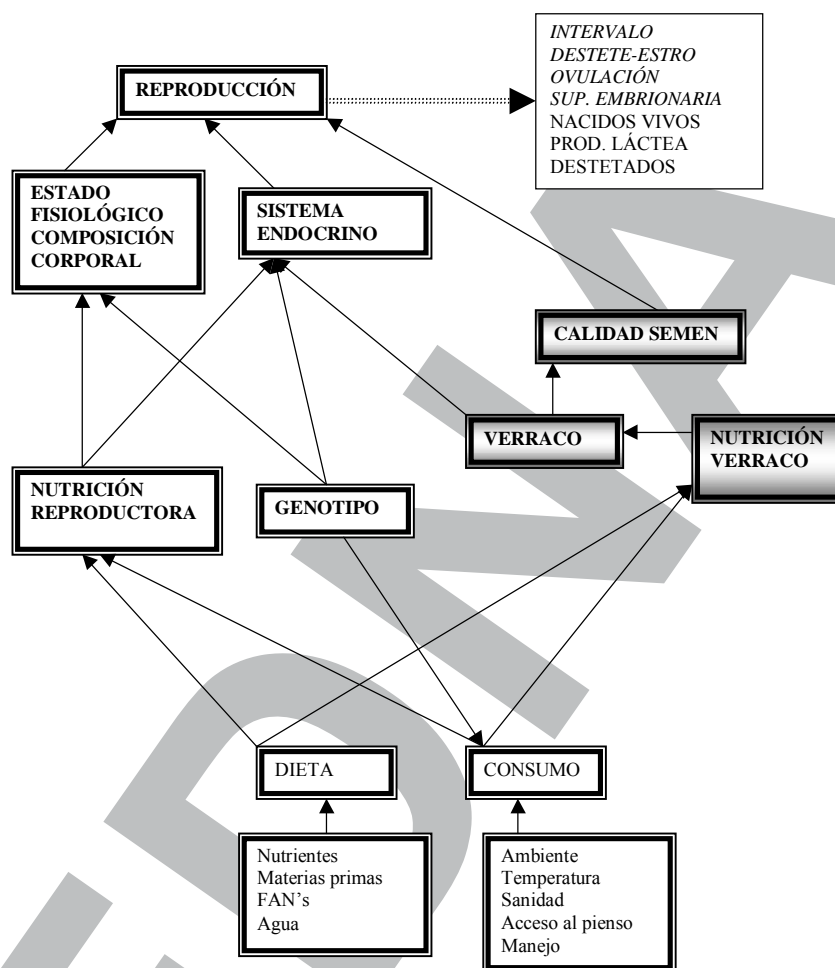 INTERVALO
DESTETE-ESTRO
OVULACIÓN
SUP. EMBRIONARIA
NACIDOS VIVOS
PROD. LÁCTEA
DESTETADOS
REPRODUCCIÓN
ESTADO
FISIOLÓGICO
COMPOSICIÓN
CORPORAL
SISTEMA
ENDOCRINO
CALIDAD SEMEN
VERRACO
NUTRICIÓN
VERRACO
NUTRICIÓN
REPRODUCTORA
GENOTIPO
DIETA
CONSUMO
Nutrientes
Materias primas
FAN’s
Agua
Ambiente
Temperatura
Sanidad
Acceso al pienso
Manejo